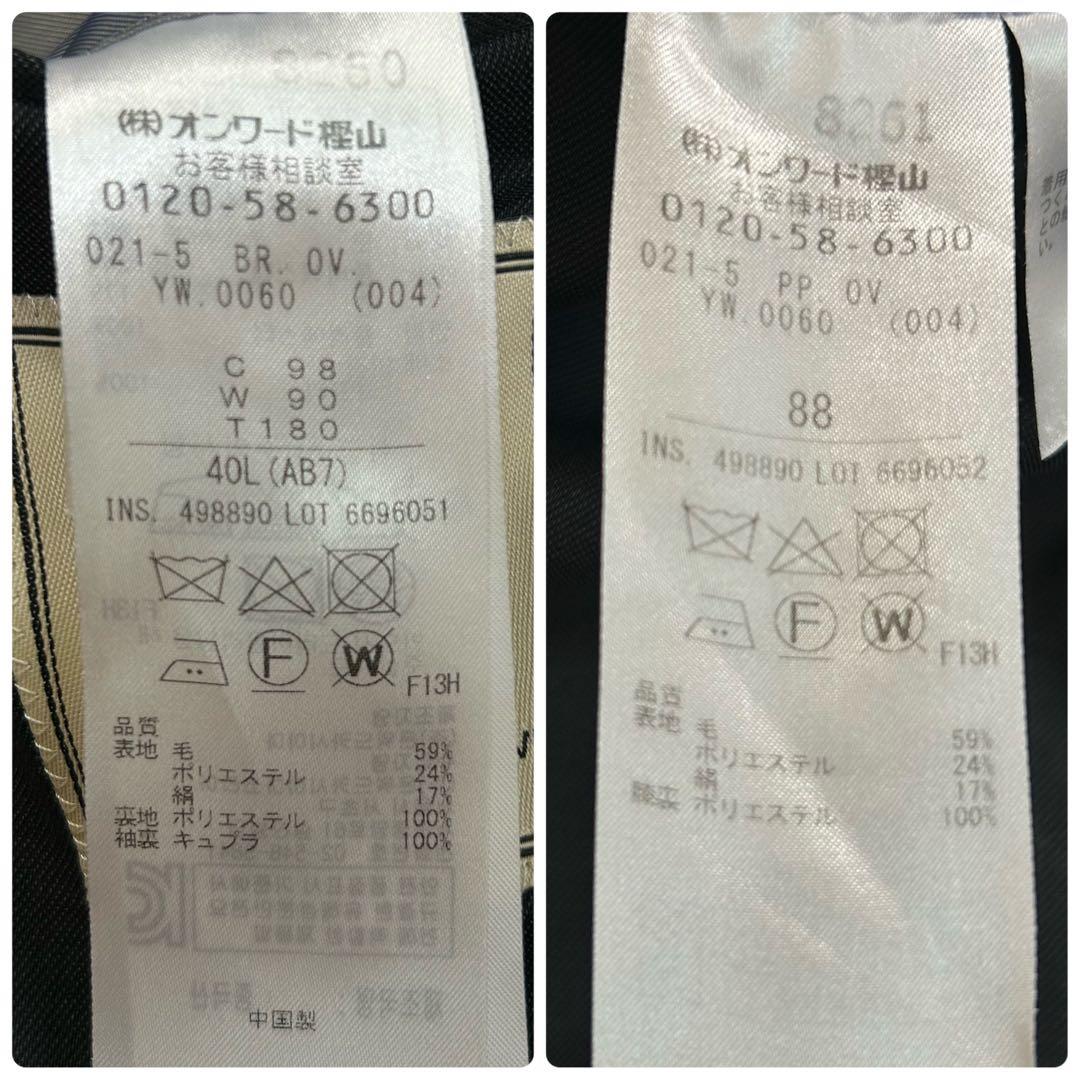 8260
(株)オンワード樫山
お客様相談室
0120-58-6300
021-5 BR. OV.
YW.0060 (004)
C 98
W 90
T 180
40L(AB7)
INS. 498890 LOT 6696051
F
W
F13H
品質
表地 毛 59%
ポリエステル 24%
絹 17%
裏地 ポリエステル 100%
袖裏 キュプラ 100%
中国製
8261
(株)オンワード樫山
お客様相談室
0120-58-6300
021-5 PP. OV
YW.0060 (004)
88
INS. 498890 LOT 6696052
F
W
F13H
品質
表地 毛 59%
ポリエステル 24%
絹 17%
膝裏 ポリエステル 100%
着用